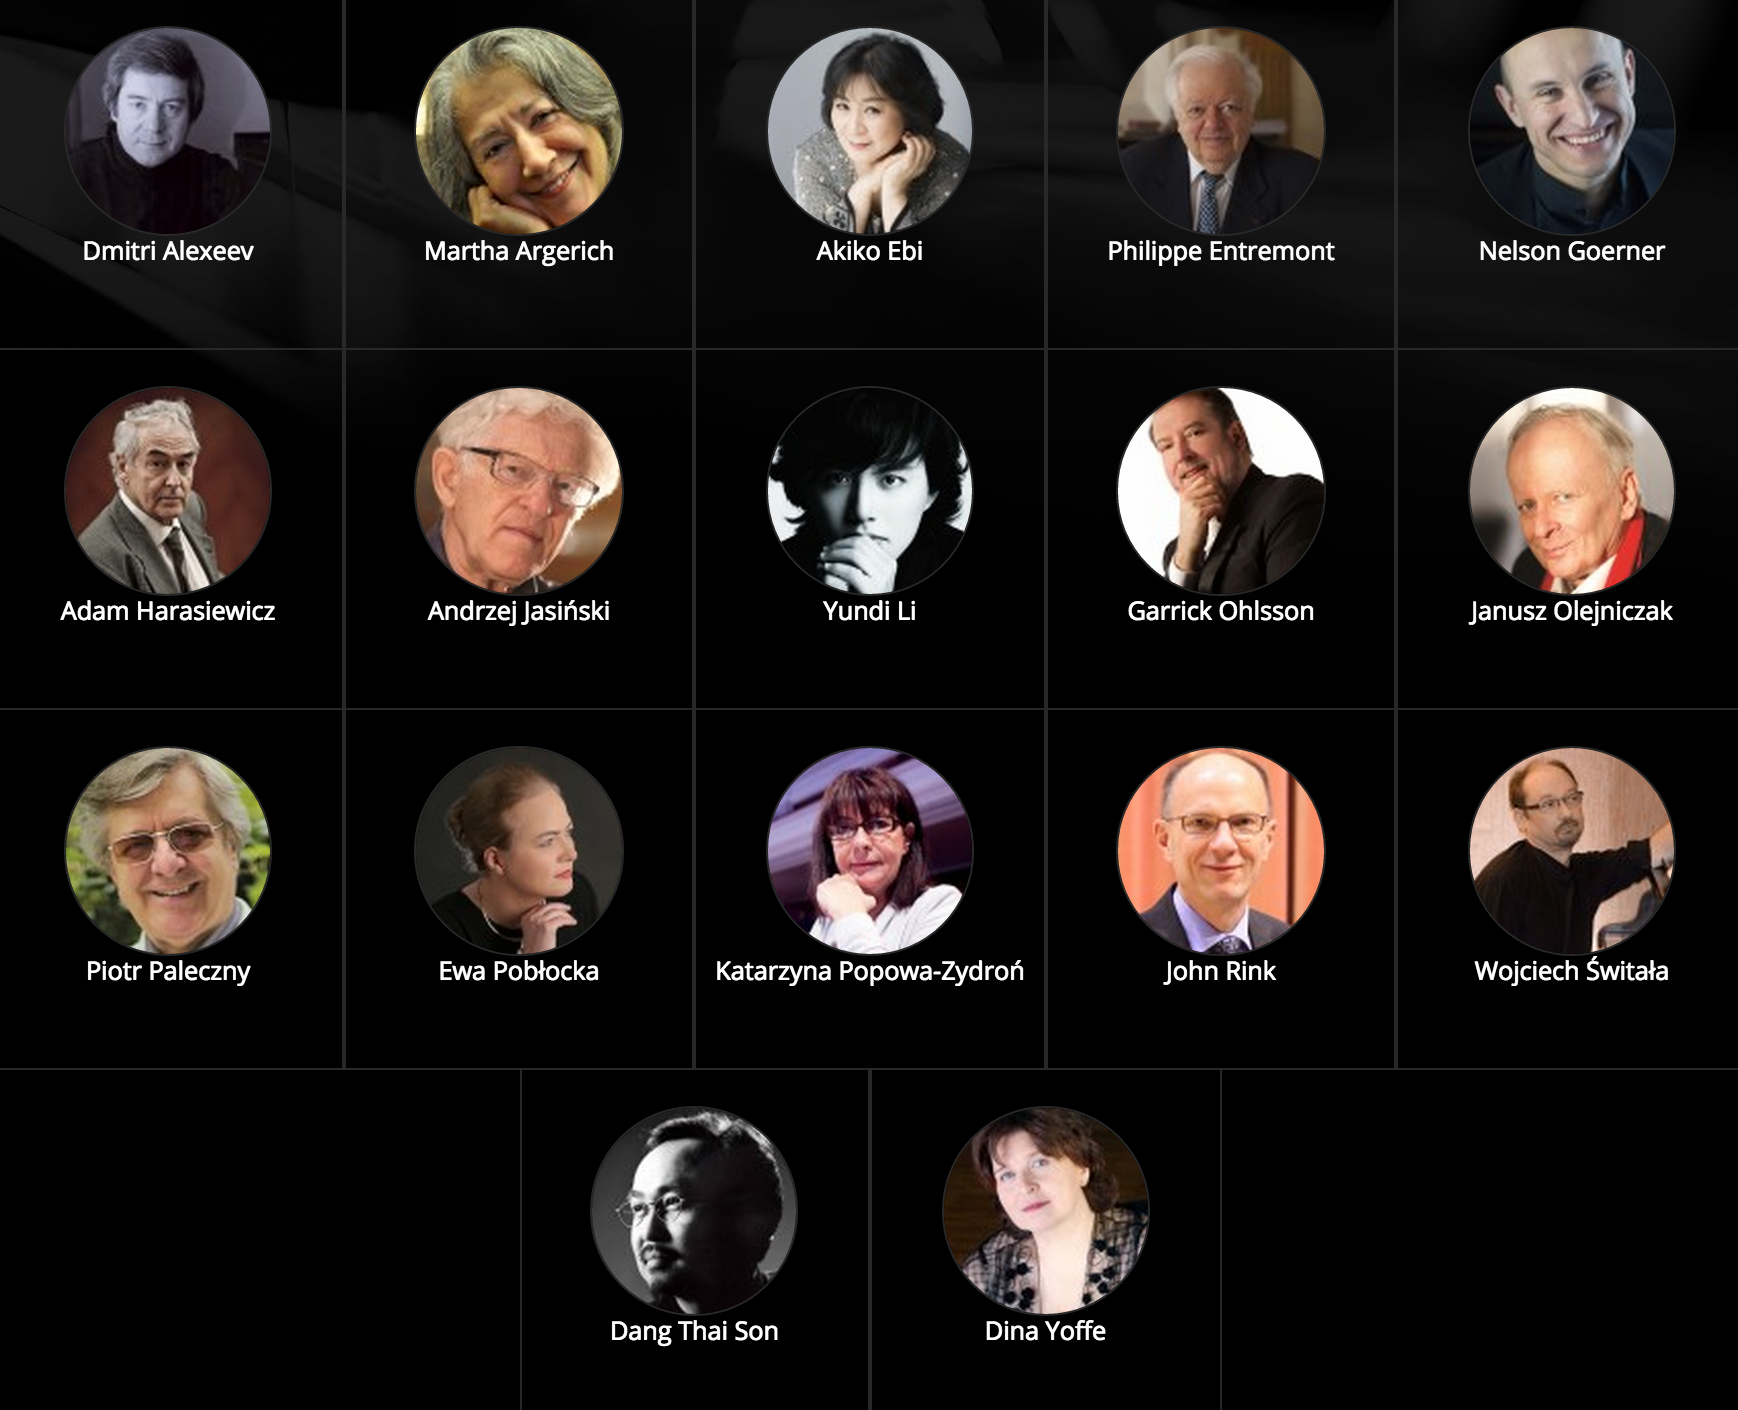 Dmitri Alexeev
Martha Argerich
Akiko Ebi
Philippe Entremont
Nelson Goerner
Adam Harasiewicz
Andrzej Jasiński
Yundi Li
Garrick Ohlsson
Janusz Olejniczak
Piotr Paleczny
Ewa Pobłocka
Katarzyna Popowa-Zydroń
John Rink
Wojciech Świtała
Dang Thai Son
Dina Yoffe